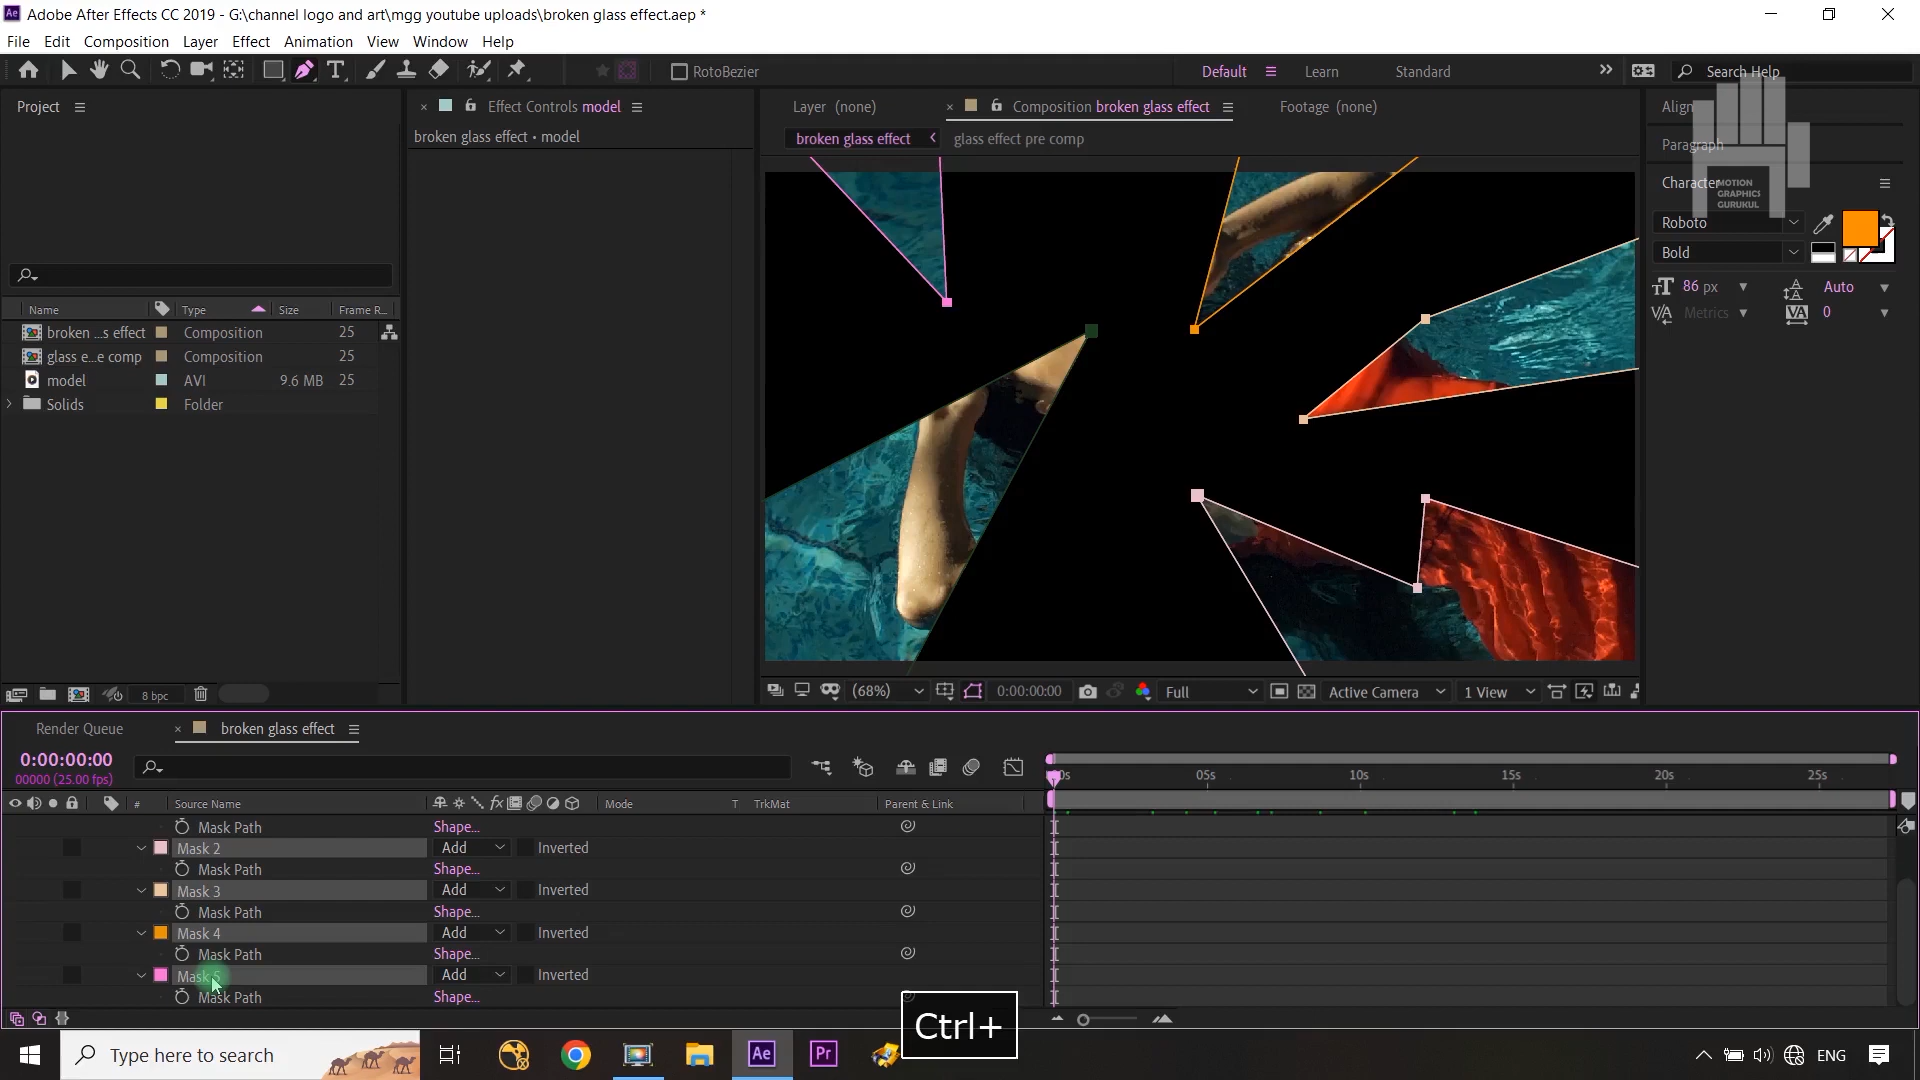 Adobe After Effects CC 2019 - G:\channel logo and art\mgg youtube uploads\broken glass effect.aep *
File Edit Composition Layer Effect Animation View Window Help
RotoBezier Default Learn Standard Search Help
Project
Effect Controls model
Layer (none)
Composition broken glass effect
Footage (none)
Paragraph
Character
MOTION
GRAPHICS
GURUKUL
broken glass effect • model
broken glass effect
glass effect pre comp
Roboto
Bold
86 px
Auto
Metrics
0
Name Type Size Frame R...
broken ...s effect Composition 25
glass e...e comp Composition 25
model AVI 9.6 MB 25
Solids Folder
8 bpc
(68%) 0:00:00:00 Full Active Camera 1 View
Render Queue
broken glass effect
0:00:00:00
00000 (25.00 fps)
05s 10s 15s 20s 25s
# Source Name Mode T TrkMat Parent & Link
Mask Path Shape...
Mask 2 Add Inverted
Mask Path Shape...
Mask 3 Add Inverted
Mask Path Shape...
Mask 4 Add Inverted
Mask Path Shape...
Mask 5 Add Inverted
Mask Path Shape...
Ctrl+
Type here to search
Ae
Pr
ENG